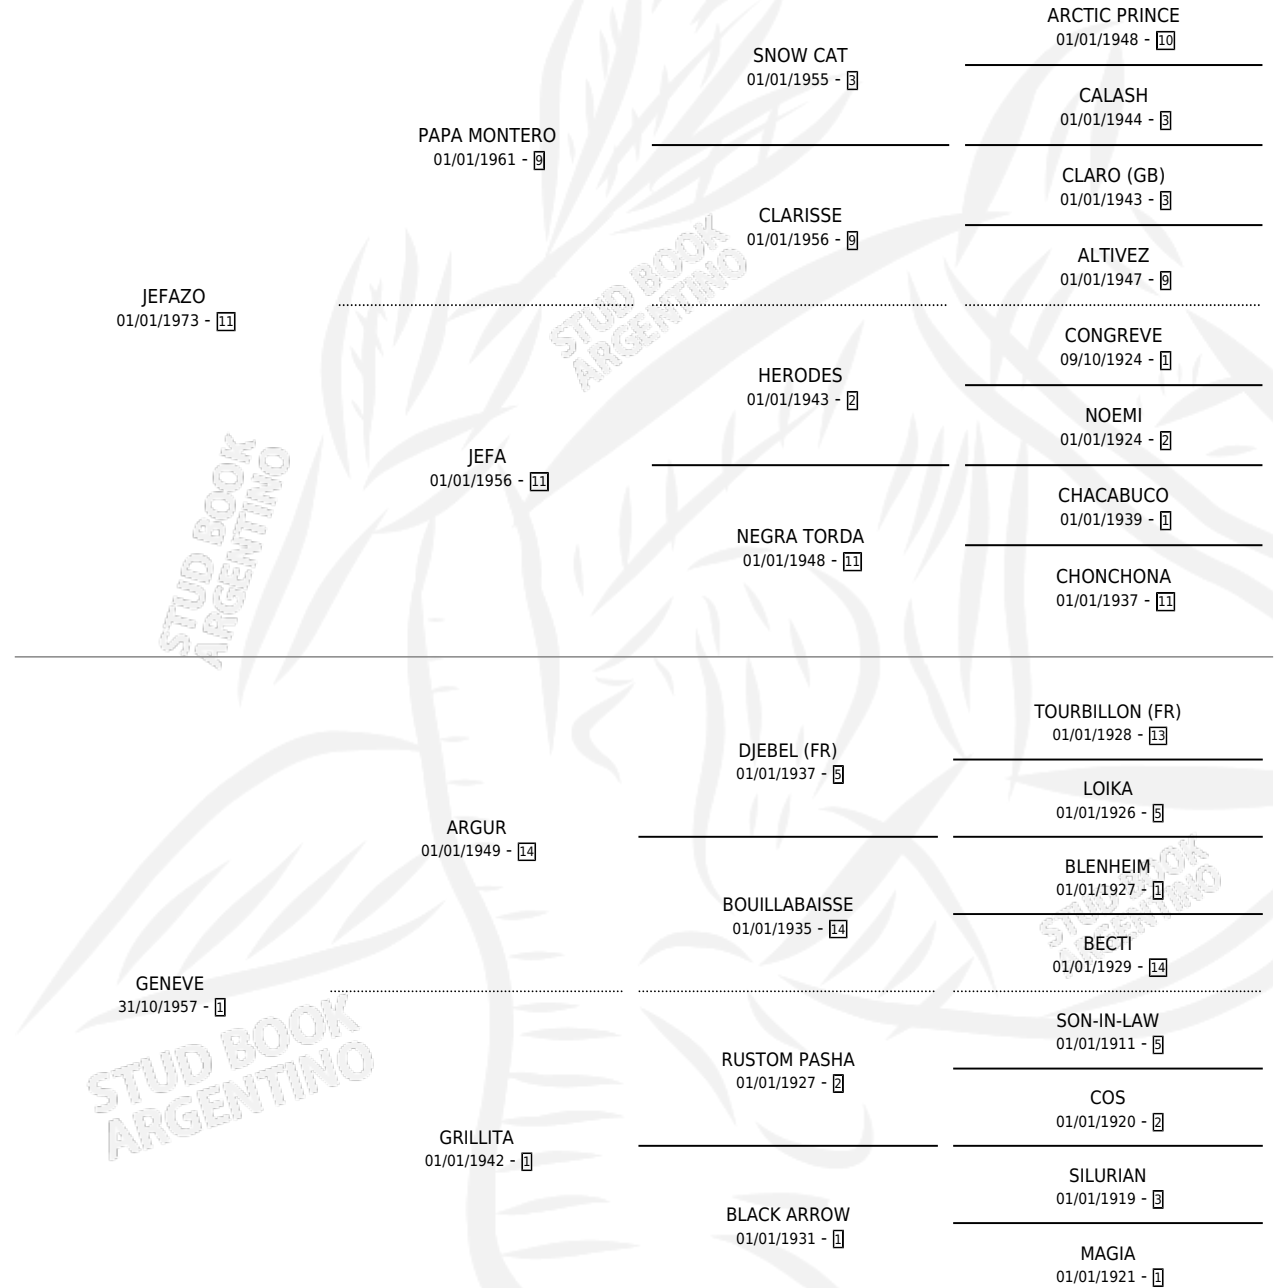 ARCTIC PRINCE
01/01/1948 - 10
SNOW CAT
01/01/1955 - 3
CALASH
01/01/1944 - 3
PAPA MONTERO
01/01/1961 - 9
CLARO (GB)
01/01/1943 - 3
CLARISSE
01/01/1956 - 9
ALTIVEZ
01/01/1947 - 9
JEFAZO
01/01/1973 - 11
CONGREVE
09/10/1924 - 1
HERODES
01/01/1943 - 2
NOEMI
01/01/1924 - 2
JEFA
01/01/1956 - 11
CHACABUCO
01/01/1939 - 1
NEGRA TORDA
01/01/1948 - 11
CHONCHONA
01/01/1937 - 11
TOURBILLON (FR)
01/01/1928 - 13
DJEBEL (FR)
01/01/1937 - 5
LOIKA
01/01/1926 - 5
ARGUR
01/01/1949 - 14
BLENHEIM
01/01/1927 - 1
BOUILLABAISSE
01/01/1935 - 14
BECTI
01/01/1929 - 14
GENEVE
31/10/1957 - 1
SON-IN-LAW
01/01/1911 - 5
RUSTOM PASHA
01/01/1927 - 2
COS
01/01/1920 - 2
GRILLITA
01/01/1942 - 1
SILURIAN
01/01/1919 - 3
BLACK ARROW
01/01/1931 - 1
MAGIA
01/01/1921 - 1
STUD BOOK
ARGENTINO
STUD BOOK
ARGENTINO
STUD BOOK
ARGENTINO
STUD BOOK
ARGENTINO